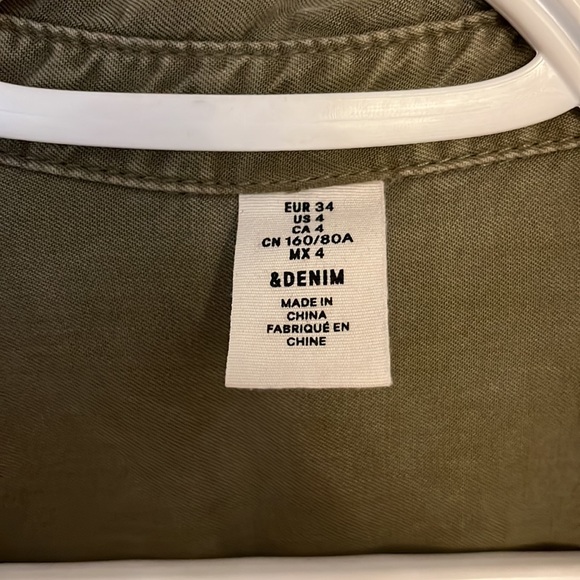 EUR 34
US 4
CA 4
CN 160/80A
MX 4
&DENIM
MADE IN
CHINA
FABRIQUÉ EN
CHINE